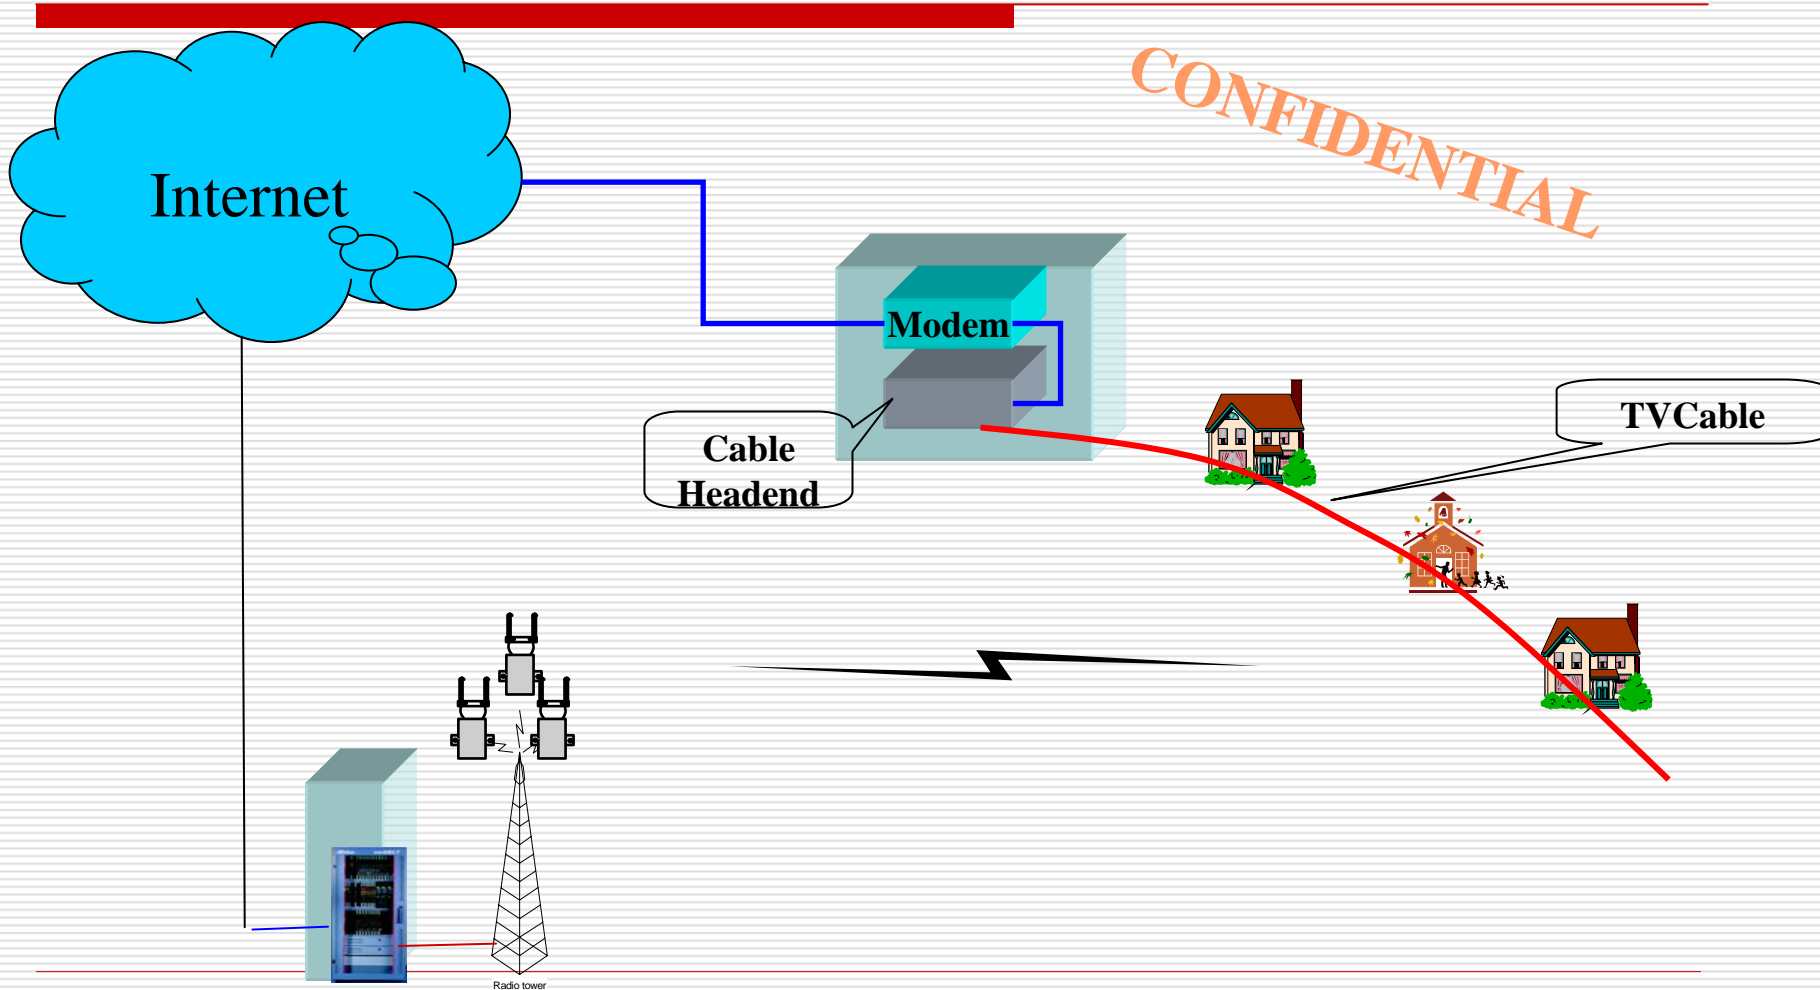 CONFIDENTIAL
Internet
Modem
TVCable
Cable
Headend
Radio tower